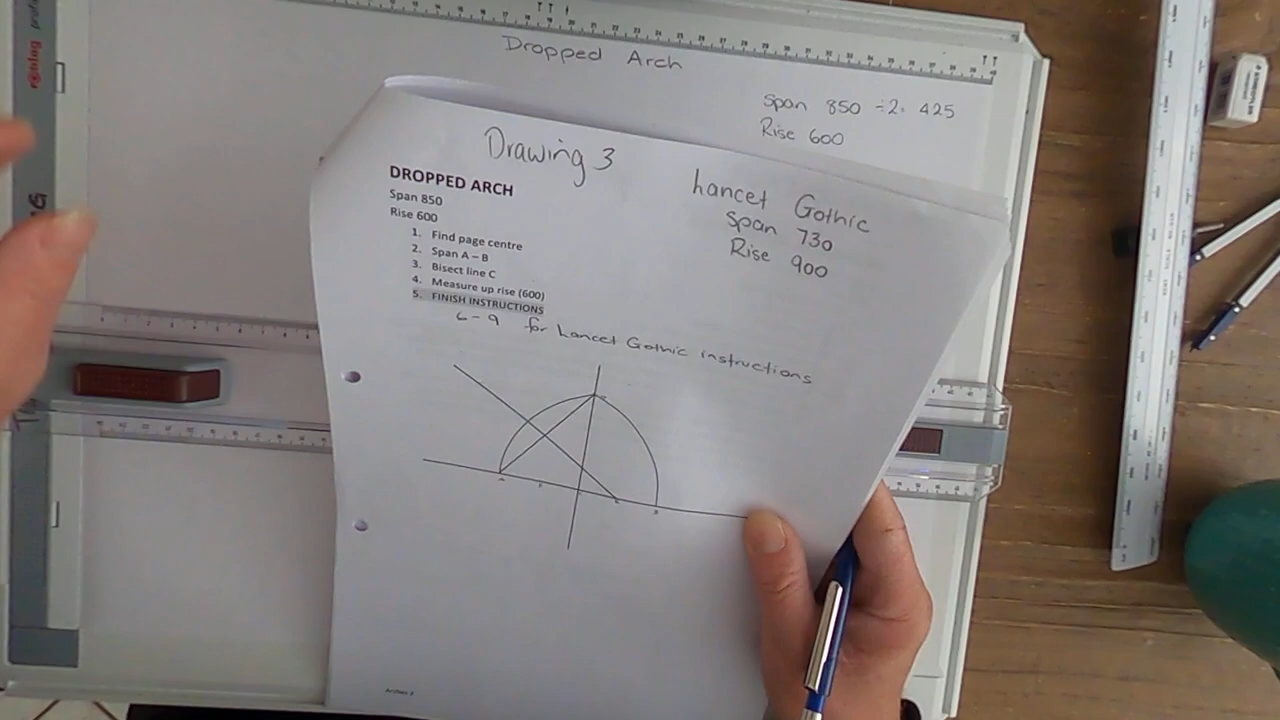 rotring
Dropped Arch
Span 850 ÷2. 425
Rise 600
Drawing 3
DROPPED ARCH
Span 850
Rise 600
1. Find page centre
2. Span A – B
3. Bisect line C
4. Measure up rise (600)
5. FINISH INSTRUCTIONS
6-9 for Lancet Gothic instructions
Lancet Gothic
Span 730
Rise 900